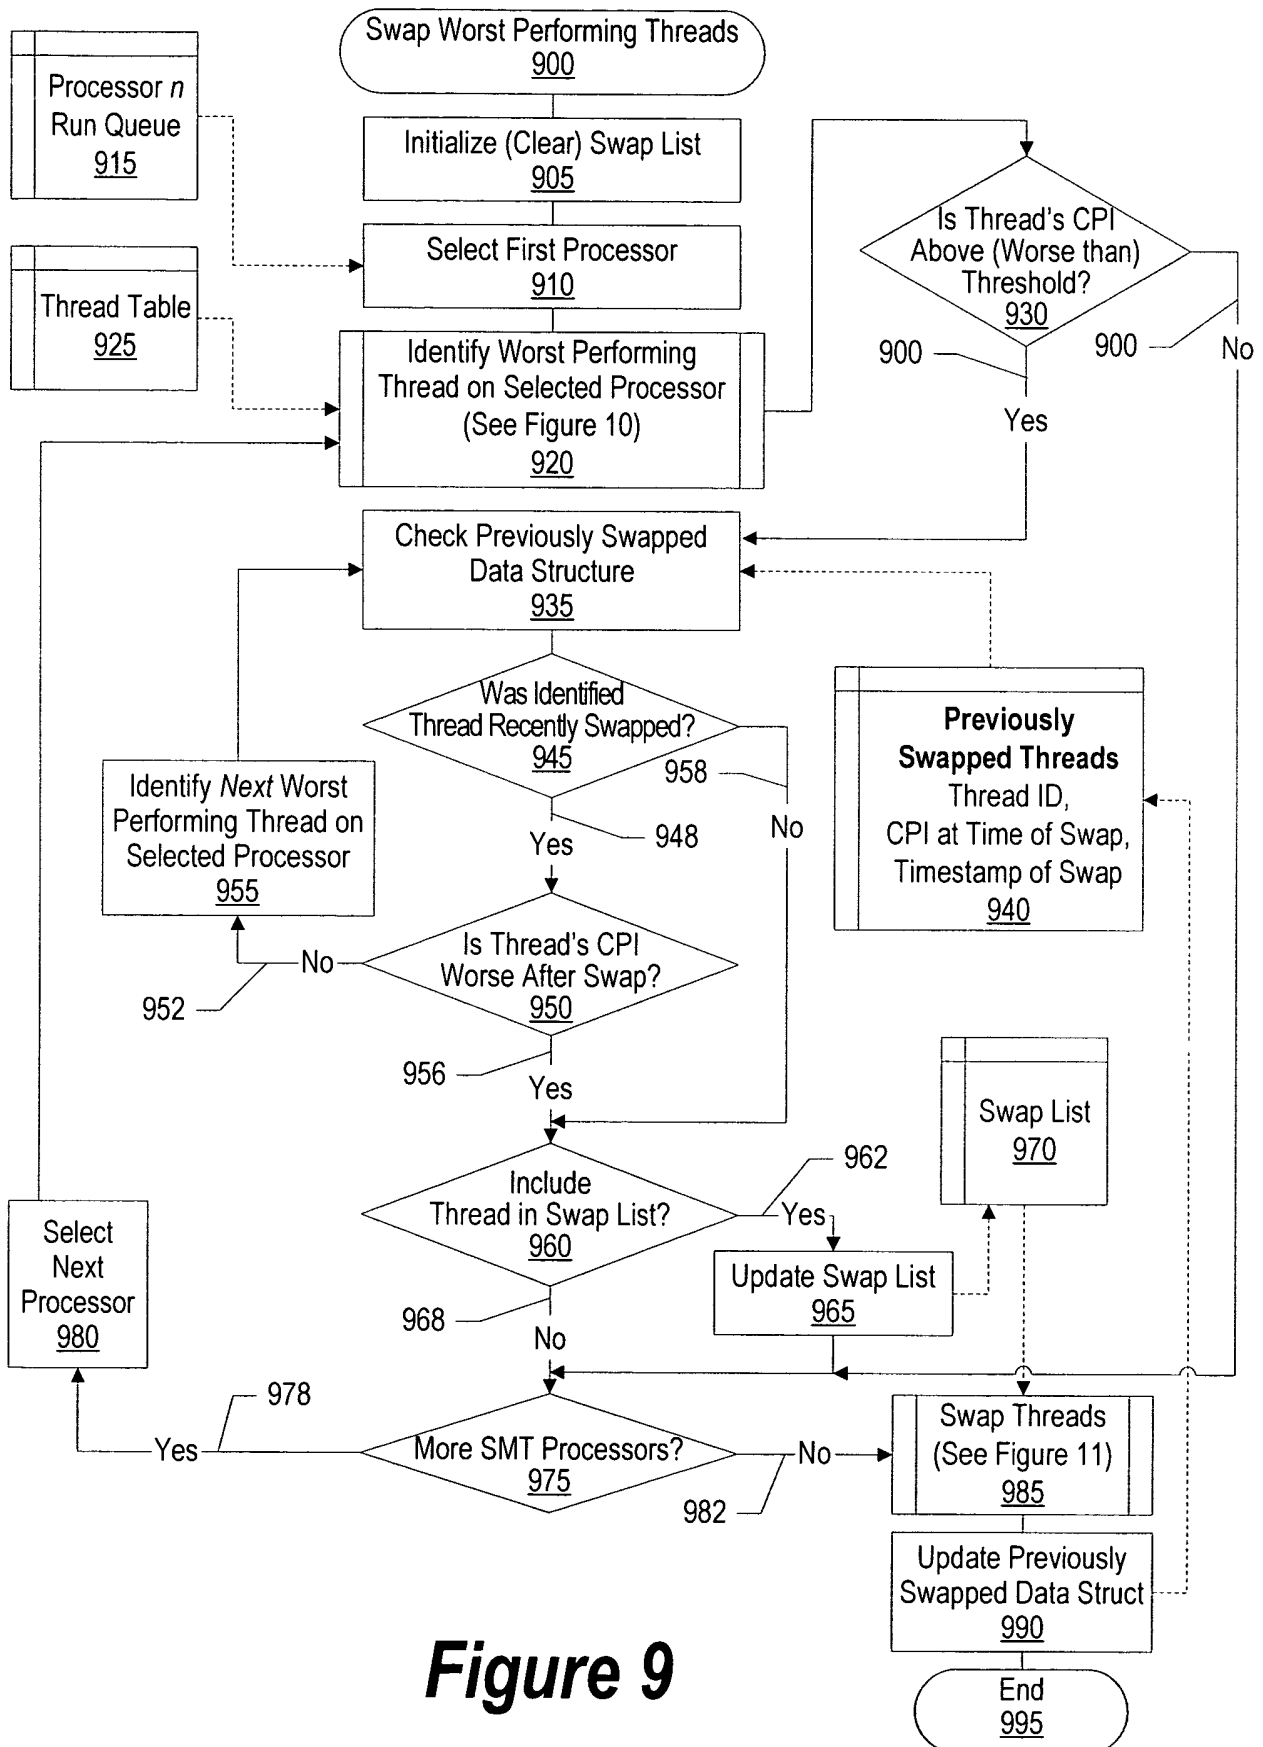 Swap Worst Performing Threads
900
Processor n
Run Queue
915
Initialize (Clear) Swap List
905
Select First Processor
910
Thread Table
925
Identify Worst Performing
Thread on Selected Processor
(See Figure 10)
920
Is Thread's CPI
Above (Worse than)
Threshold?
930
900
Yes
900
No
Check Previously Swapped
Data Structure
935
Was Identified
Thread Recently Swapped?
945
958
No
948
Yes
Identify Next Worst
Performing Thread on
Selected Processor
955
Previously
Swapped Threads
Thread ID,
CPI at Time of Swap,
Timestamp of Swap
940
Is Thread's CPI
Worse After Swap?
950
No
952
956
Yes
Swap List
970
Include
Thread in Swap List?
960
962
Yes
Update Swap List
965
968
No
Select
Next
Processor
980
978
Yes
More SMT Processors?
975
No
982
Swap Threads
(See Figure 11)
985
Update Previously
Swapped Data Struct
990
End
995
Figure 9